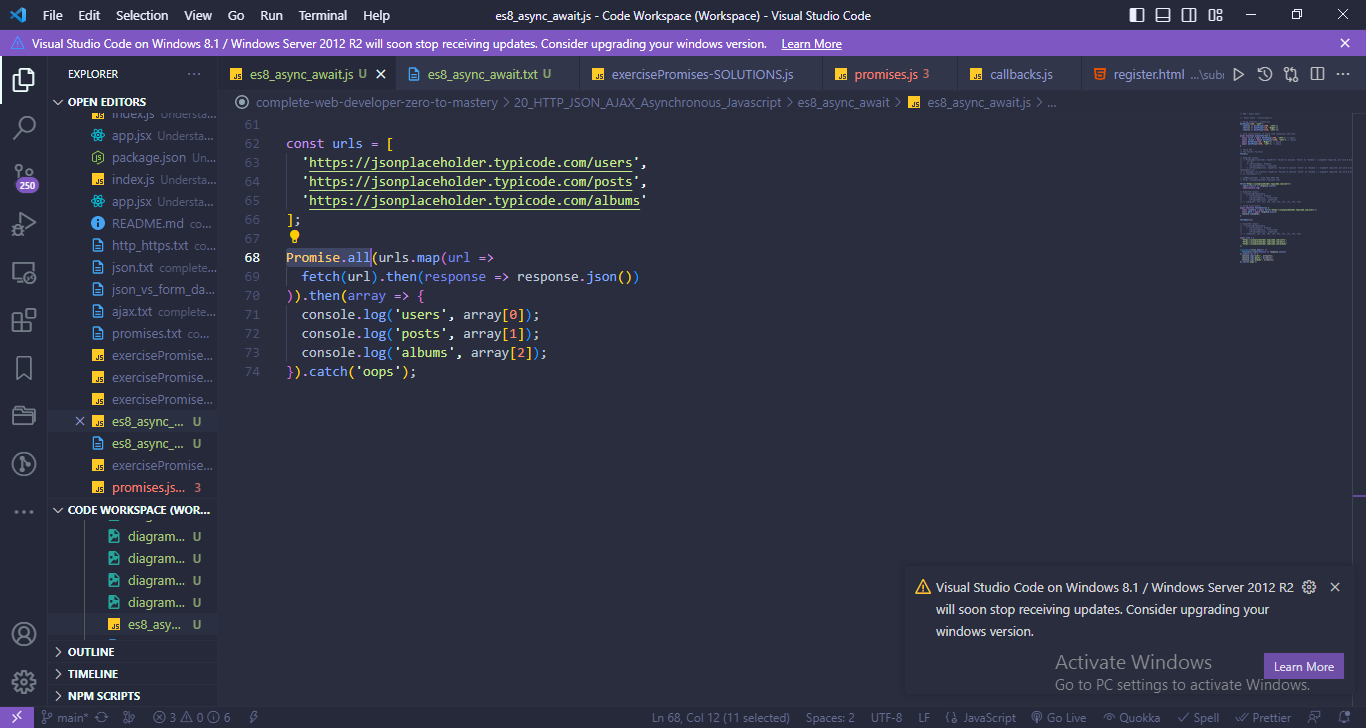 File Edit Selection View Go Run Terminal Help
es8_async_await.js - Code Workspace (Workspace) - Visual Studio Code
Visual Studio Code on Windows 8.1 / Windows Server 2012 R2 will soon stop receiving updates. Consider upgrading your windows version. Learn More
EXPLORER
es8_async_await.js U
es8_async_await.txt U
exercisePromises-SOLUTIONS.js
promises.js 3
callbacks.js
register.html ...\subm
complete-web-developer-zero-to-mastery > 20_HTTP_JSON_AJAX_Asynchronous_Javascript > es8_async_await > es8_async_await.js > ...
OPEN EDITORS
index.js Understa...
app.jsx Understa...
package.json Un...
index.js Understa...
app.jsx Understa...
README.md co...
http_https.txt co...
json.txt complete...
json_vs_form_da...
ajax.txt complete...
promises.txt co...
exercisePromise...
exercisePromise...
exercisePromise...
es8_async_... U
es8_async_... U
exercisePromise...
promises.js... 3
CODE WORKSPACE (WOR...
diagram... U
diagram... U
diagram... U
diagram... U
es8_asy... U
OUTLINE
TIMELINE
NPM SCRIPTS
250
61
62 const urls = [
63 'https://jsonplaceholder.typicode.com/users',
64 'https://jsonplaceholder.typicode.com/posts',
65 'https://jsonplaceholder.typicode.com/albums'
66 ];
67
68 Promise.all(urls.map(url =>
69 fetch(url).then(response => response.json())
70 )).then(array => {
71 console.log('users', array[0]);
72 console.log('posts', array[1]);
73 console.log('albums', array[2]);
74 }).catch('oops');
Visual Studio Code on Windows 8.1 / Windows Server 2012 R2
will soon stop receiving updates. Consider upgrading your
windows version.
Learn More
Activate Windows
Go to PC settings to activate Windows.
main* 3 0 6
Ln 68, Col 12 (11 selected) Spaces: 2 UTF-8 LF {} JavaScript Go Live Quokka Spell Prettier